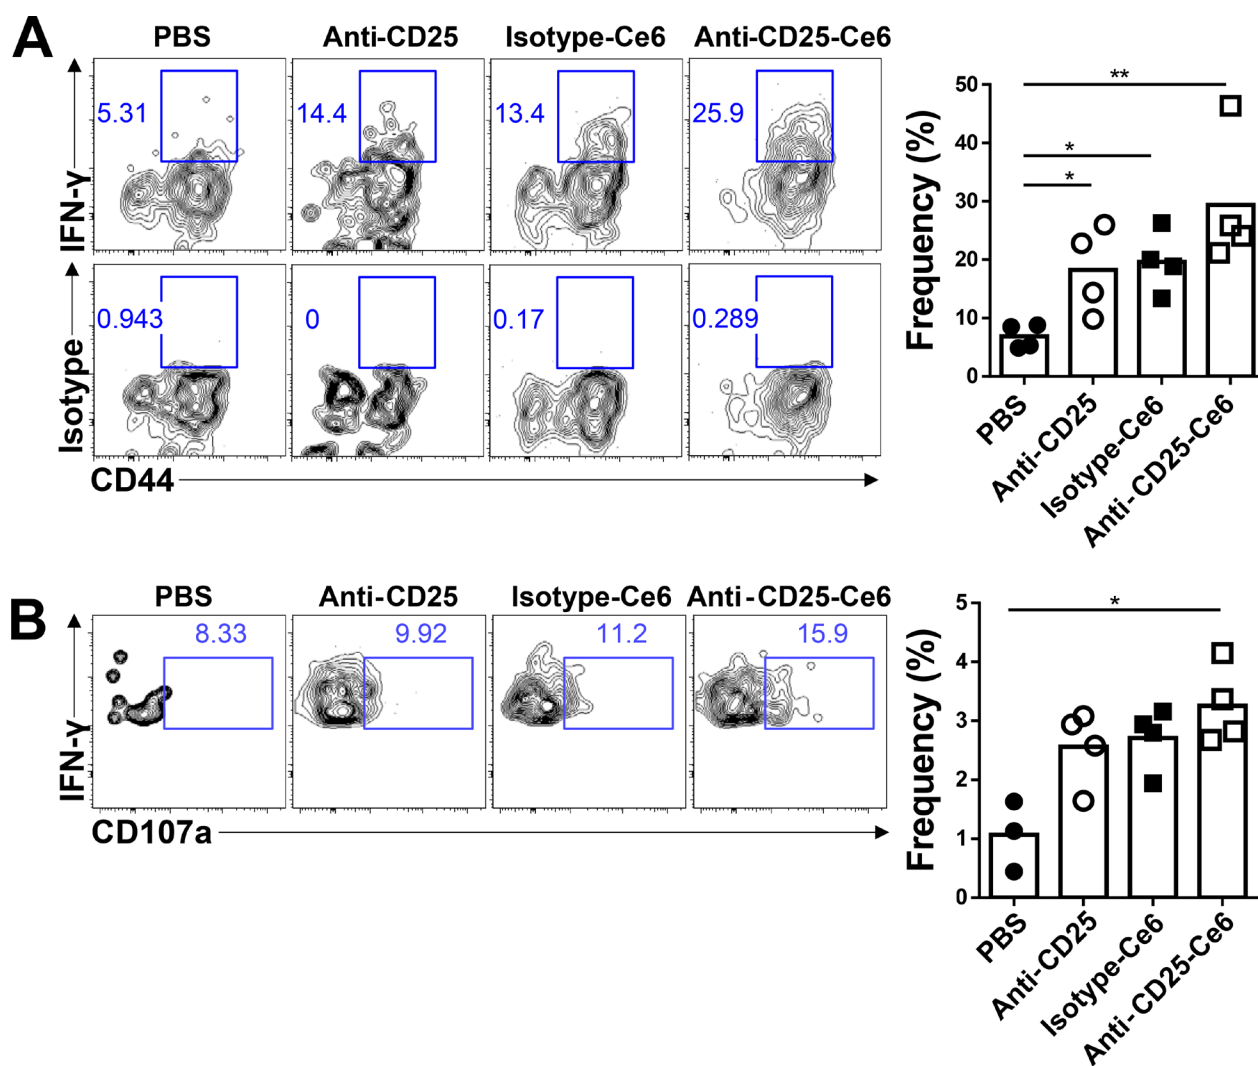 A
PBS Anti-CD25 Isotype-Ce6 Anti-CD25-Ce6
IFN-γ
5.31 14.4 13.4 25.9
Isotype
0.943 0 0.17 0.289
CD44
Frequency (%)
50
40
30
20
10
0
**
*
*
PBS Anti-CD25 Isotype-Ce6 Anti-CD25-Ce6
B
PBS Anti-CD25 Isotype-Ce6 Anti-CD25-Ce6
IFN-γ
8.33 9.92 11.2 15.9
CD107a
Frequency (%)
5
4
3
2
1
0
*
PBS Anti-CD25 Isotype-Ce6 Anti-CD25-Ce6